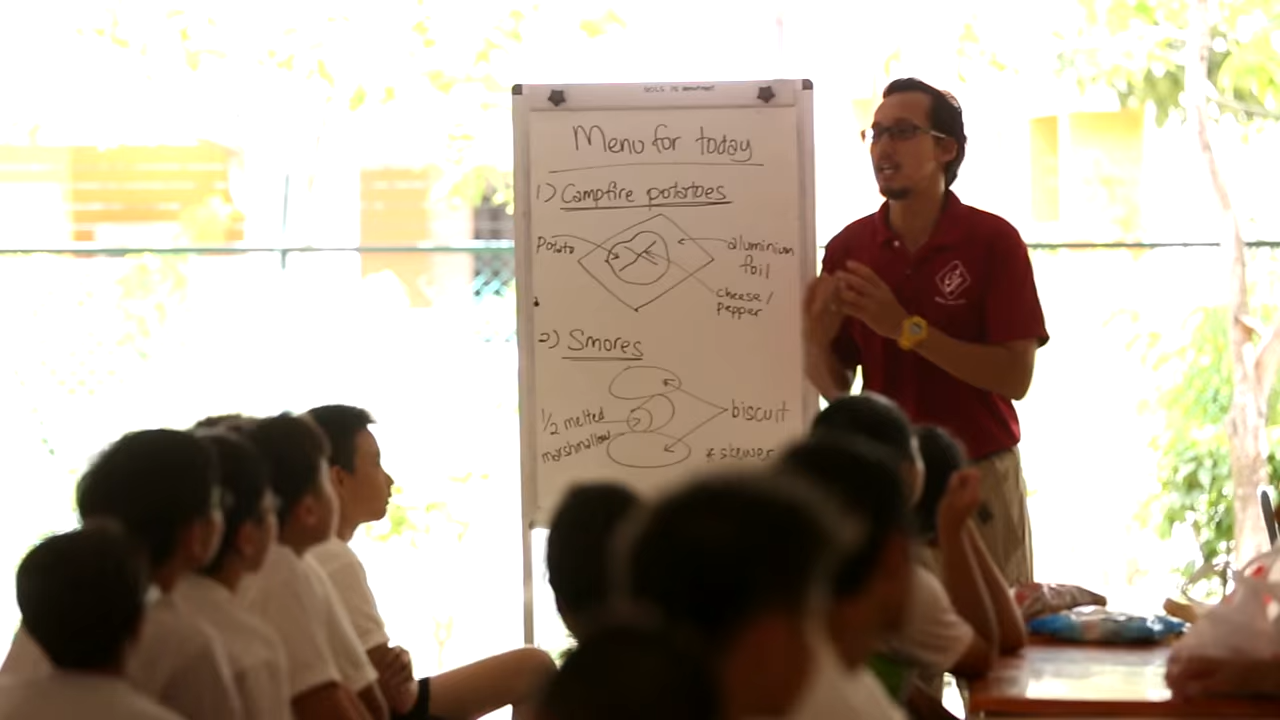 Menu for today
1) Campfire potatoes
Potato
aluminium
foil
cheese/
pepper
2) Smores
1/2 melted
marshmallow
biscuit
* skewer